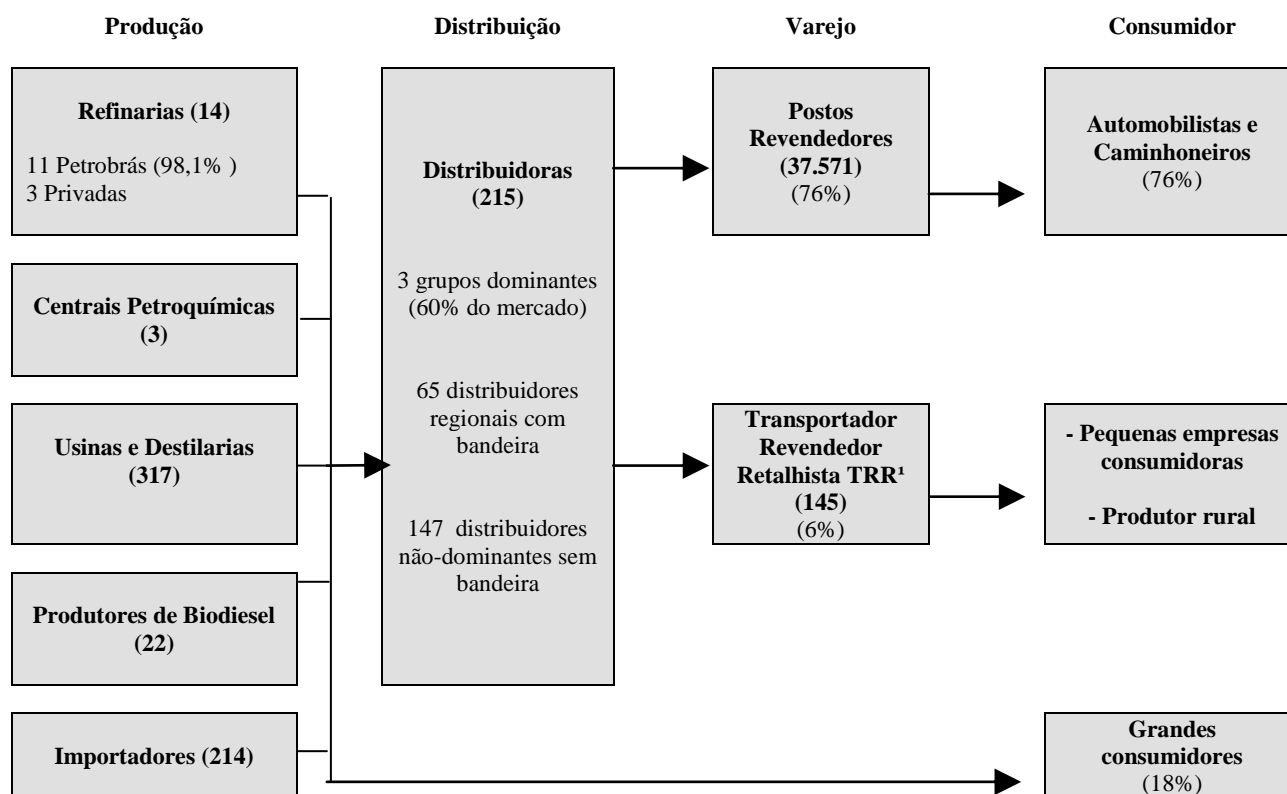 Produção
Distribuição
Varejo
Consumidor
Refinarias (14)
11 Petrobrás (98,1% )
3 Privadas
Centrais Petroquímicas
(3)
Usinas e Destilarias
(317)
Produtores de Biodiesel
(22)
Importadores (214)
Distribuidoras
(215)
3 grupos dominantes
(60% do mercado)
65 distribuidores
regionais com
bandeira
147 distribuidores
não-dominantes sem
bandeira
Postos
Revendedores
(37.571)
(76%)
Transportador
Revendedor
Retalhista TRR¹
(145)
(6%)
Automobilistas e
Caminhoneiros
(76%)
- Pequenas empresas
consumidoras
- Produtor rural
Grandes
consumidores
(18%)